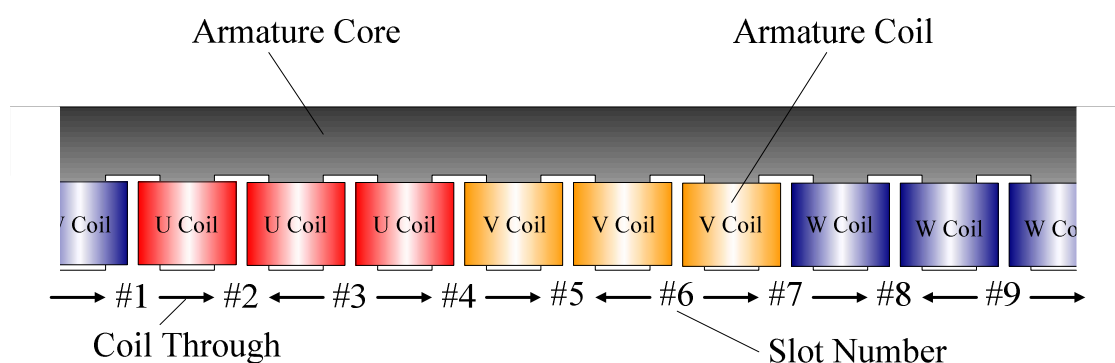 Armature Core
Armature Coil
Coil
U Coil
U Coil
U Coil
V Coil
V Coil
V Coil
W Coil
W Coil
W Co
#1 #2 #3 #4 #5 #6 #7 #8 #9
Coil Through
Slot Number